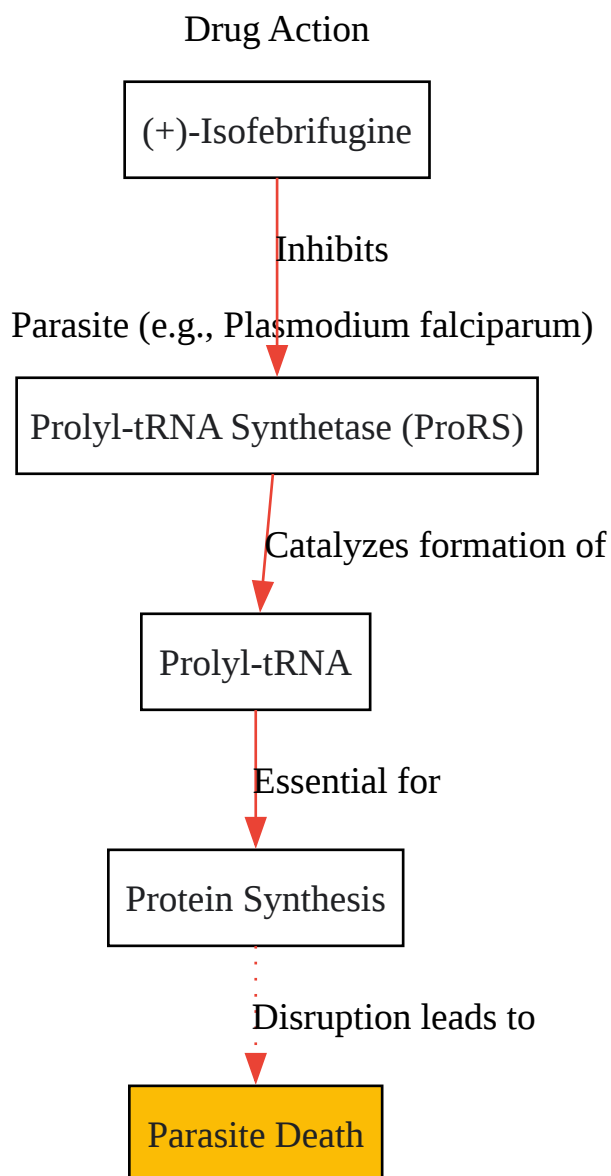 Drug Action
(+)-Isofebrifugine
Inhibits
Parasite (e.g., Plasmodium falciparum)
Prolyl-tRNA Synthetase (ProRS)
Catalyzes formation of
Prolyl-tRNA
Essential for
Protein Synthesis
Disruption leads to
Parasite Death